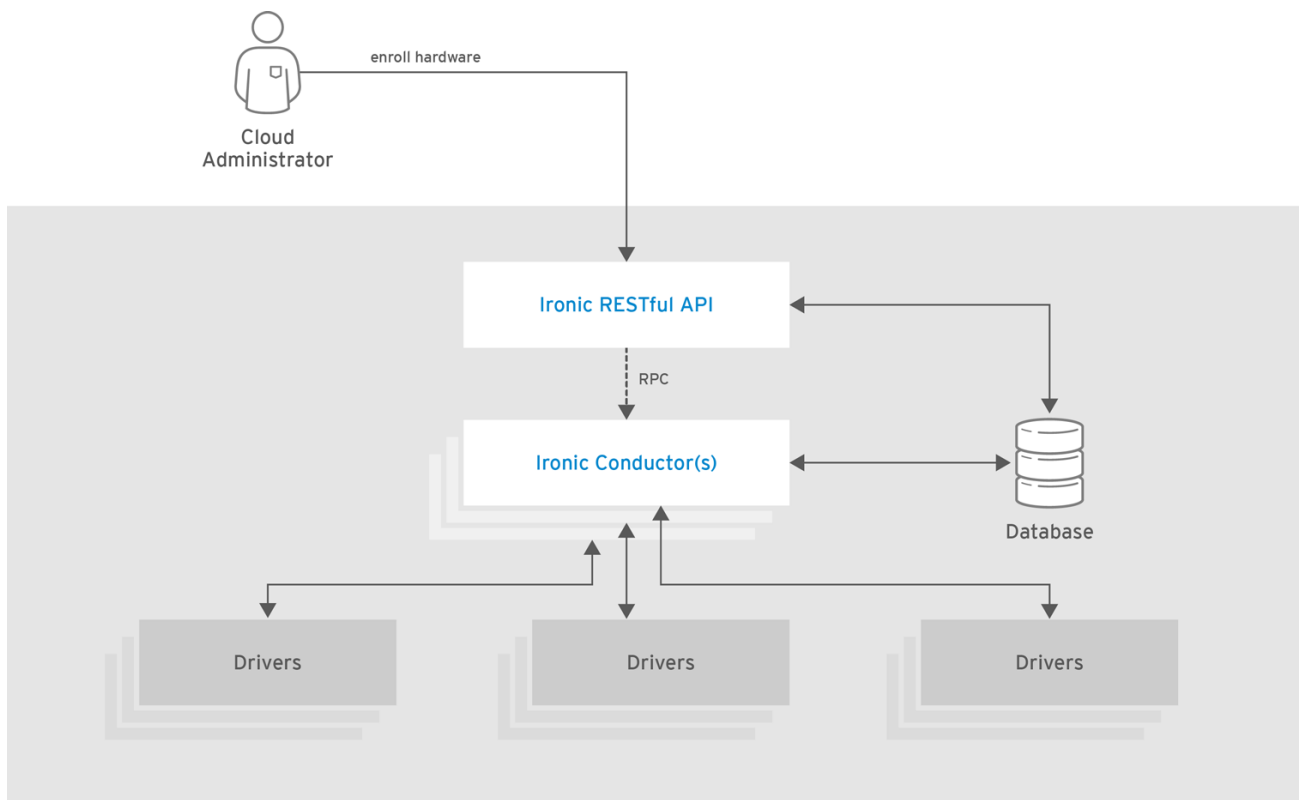 enroll hardware
Cloud
Administrator
Ironic RESTful API
RPC
Ironic Conductor(s)
Database
Drivers
Drivers
Drivers